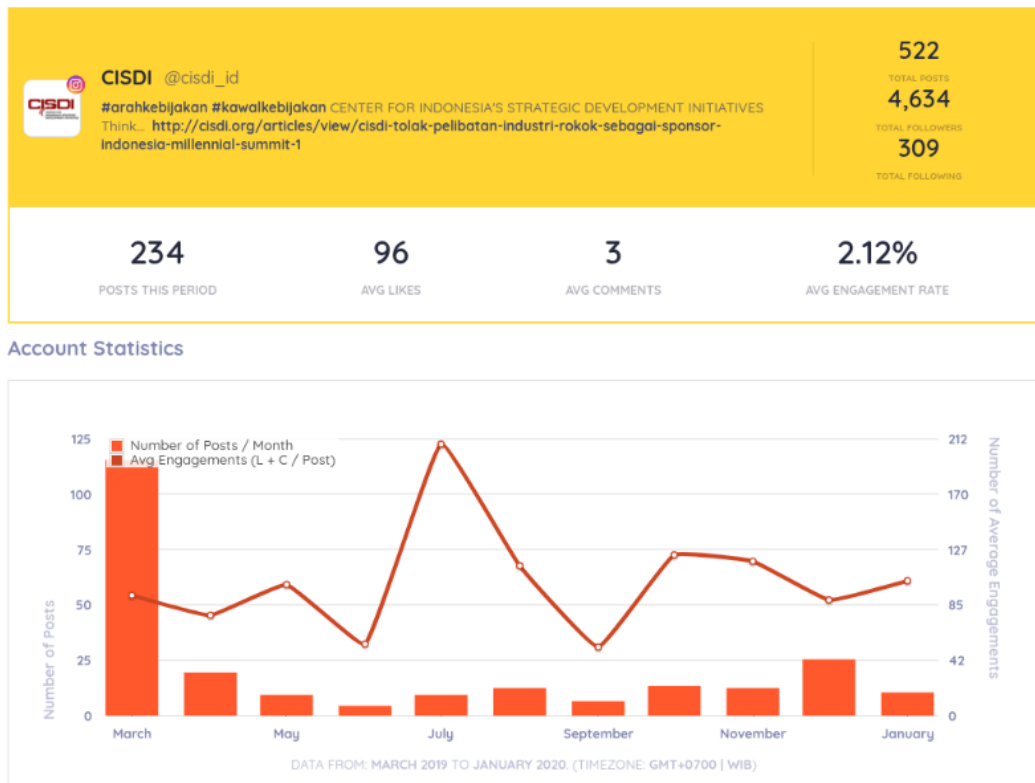 CISDI @cisdi_id
CISDI
#arahkebijakan #kawalkebijakan CENTER FOR INDONESIA'S STRATEGIC DEVELOPMENT INITIATIVES
Think... http://cisdi.org/articles/view/cisdi-tolak-pelibatan-industri-rokok-sebagai-sponsor-
indonesia-millennial-summit-1
522
TOTAL POSTS
4,634
TOTAL FOLLOWERS
309
TOTAL FOLLOWING
234
POSTS THIS PERIOD
96
AVG LIKES
3
AVG COMMENTS
2.12%
AVG ENGAGEMENT RATE
Account Statistics
Number of Posts / Month
Avg Engagements (L + C / Post)
Number of Posts
125
100
75
50
25
0
212
170
127
85
42
0
Number of Average Engagements
March May July September November January
DATA FROM: MARCH 2019 TO JANUARY 2020. (TIMEZONE: GMT+0700 | WIB)